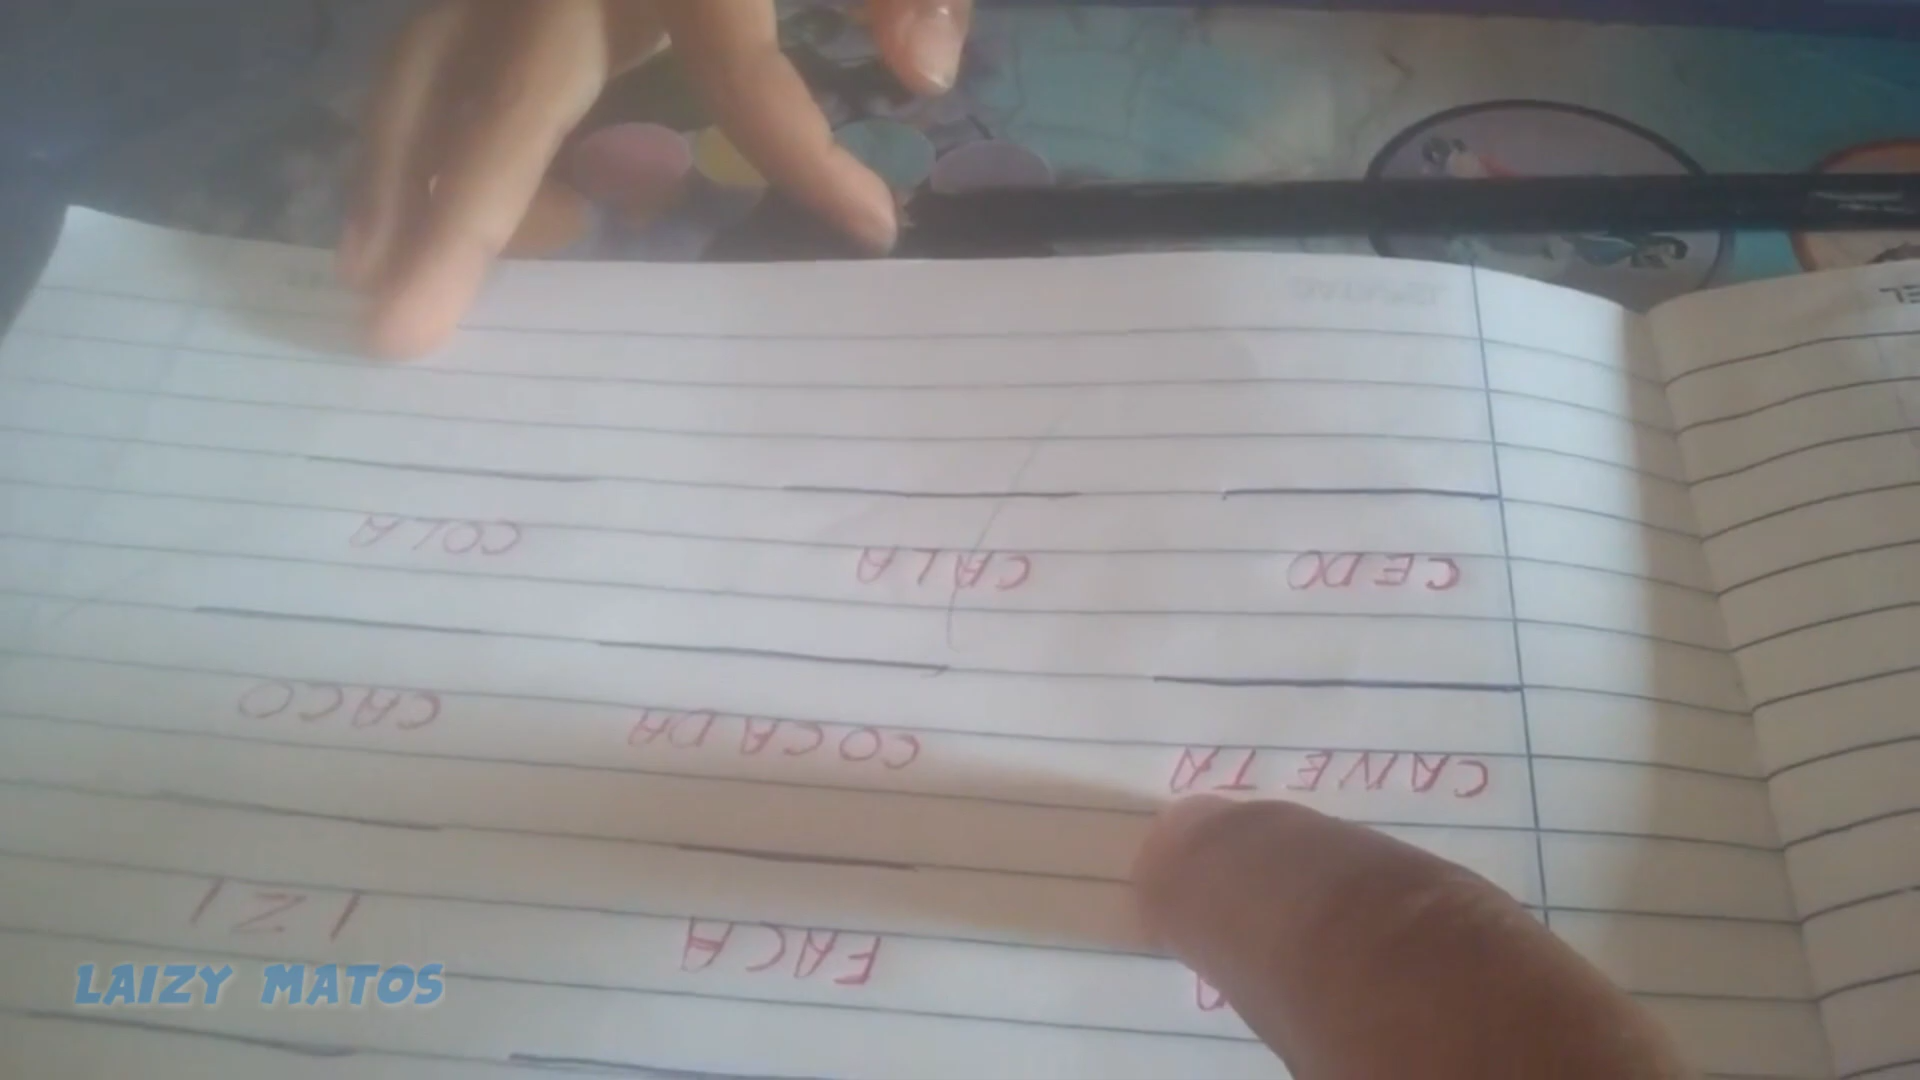 FACA IZI
CANETA COCADA CACO
CEDO CALA COLA
LAIZY MATOS